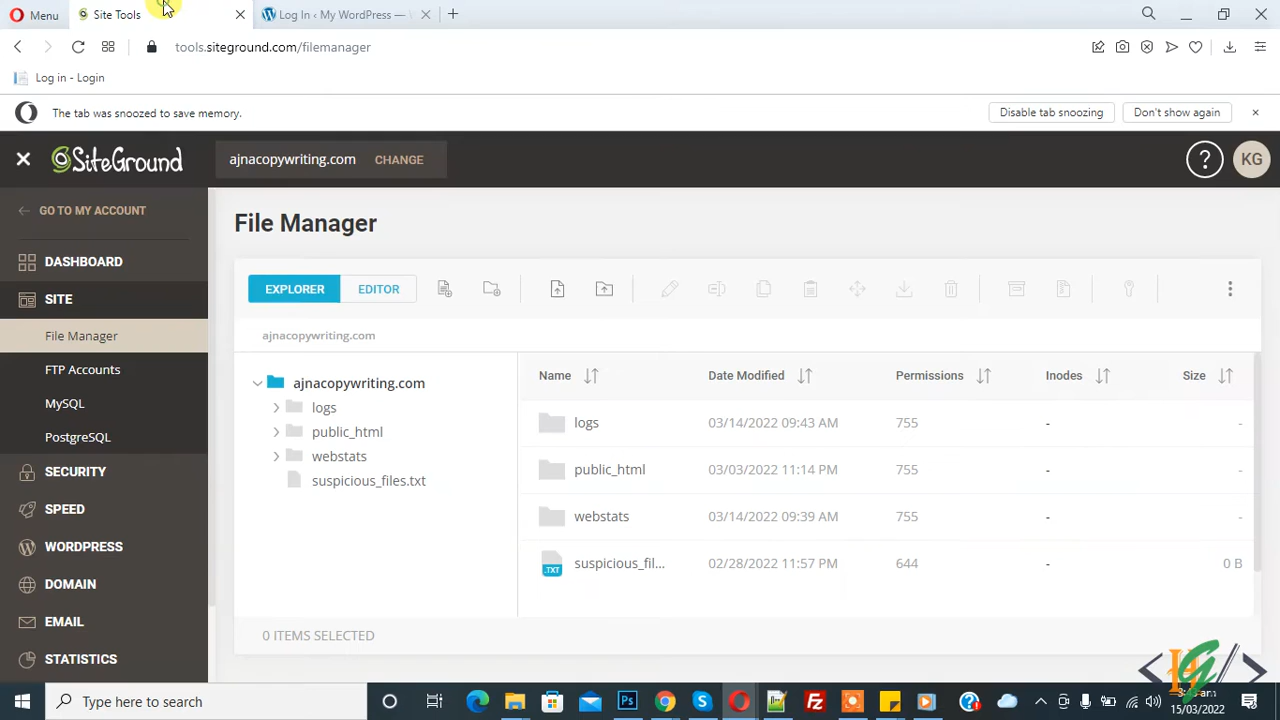 Menu
Site Tools
Log In ‹ My WordPress —
tools.siteground.com/filemanager
Log in - Login
The tab was snoozed to save memory.
Disable tab snoozing
Don't show again
SiteGround
ajnacopywriting.com
CHANGE
?
KG
GO TO MY ACCOUNT
DASHBOARD
SITE
File Manager
FTP Accounts
MySQL
PostgreSQL
SECURITY
SPEED
WORDPRESS
DOMAIN
EMAIL
STATISTICS
File Manager
EXPLORER
EDITOR
ajnacopywriting.com
ajnacopywriting.com
logs
public_html
webstats
suspicious_files.txt
Name
Date Modified
Permissions
Inodes
Size
logs
03/14/2022 09:43 AM
755
-
-
public_html
03/03/2022 11:14 PM
755
-
-
webstats
03/14/2022 09:39 AM
755
-
-
.TXT
suspicious_fil...
02/28/2022 11:57 PM
644
-
0 B
0 ITEMS SELECTED
Type here to search
Ps
15/03/2022